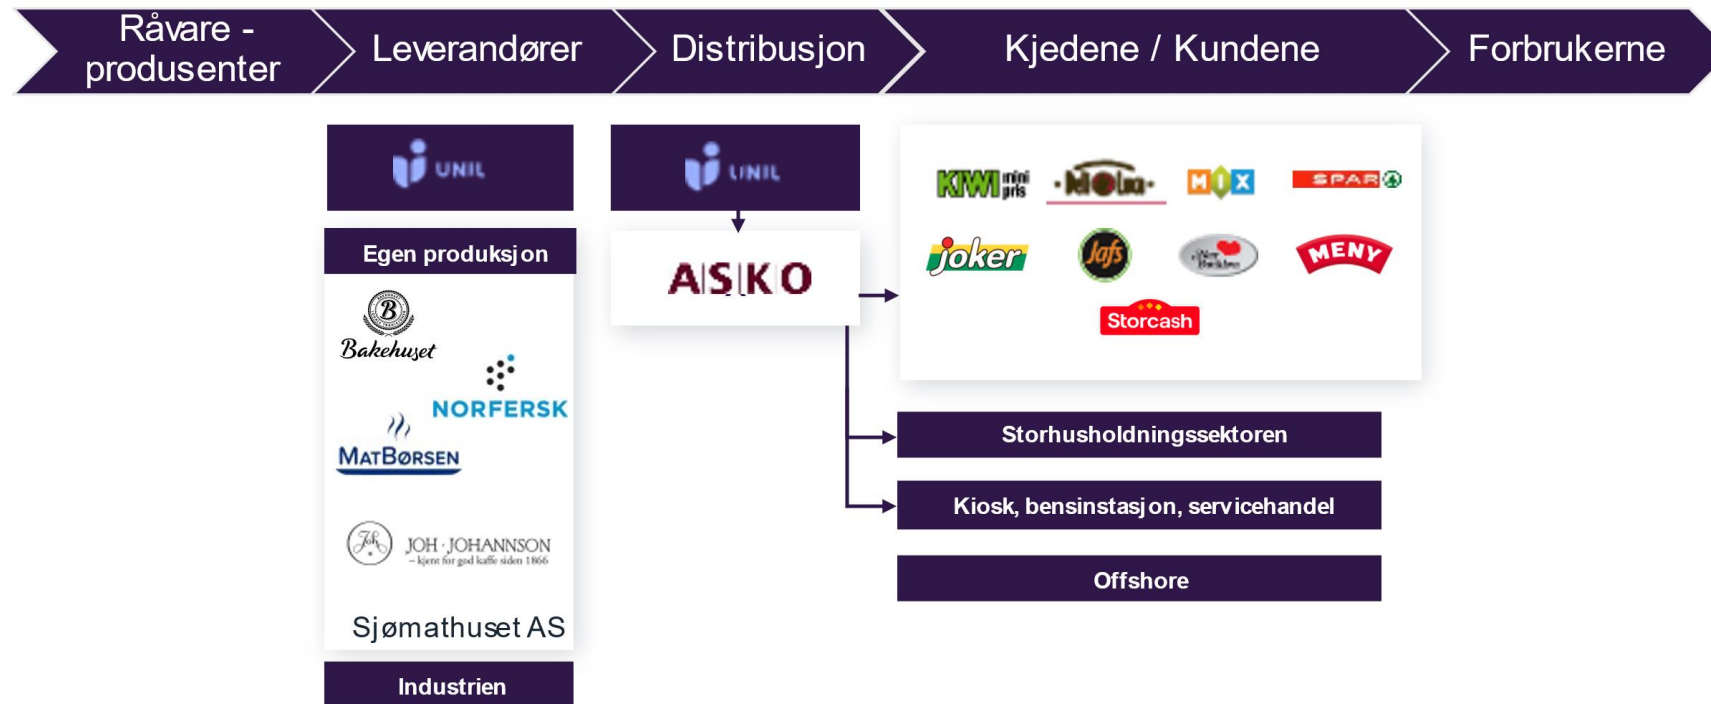 Råvare -
produsenter
Leverandører
Distribusjon
Kjedene / Kundene
Forbrukerne
UNIL
UNIL
KIWI mini
pris
MIX
SPAR
Egen produksjon
joker
Jafs
MENY
ASKO
B
BAKEHUSET
Bakehuset
Storcash
NORFERSK
MATBØRSEN
Storhusholdningssektoren
Kiosk, bensinstasjon, servicehandel
Joh
JOH · JOHANNSON
– kjent for god kaffe siden 1866
Offshore
Sjømathuset AS
Industrien